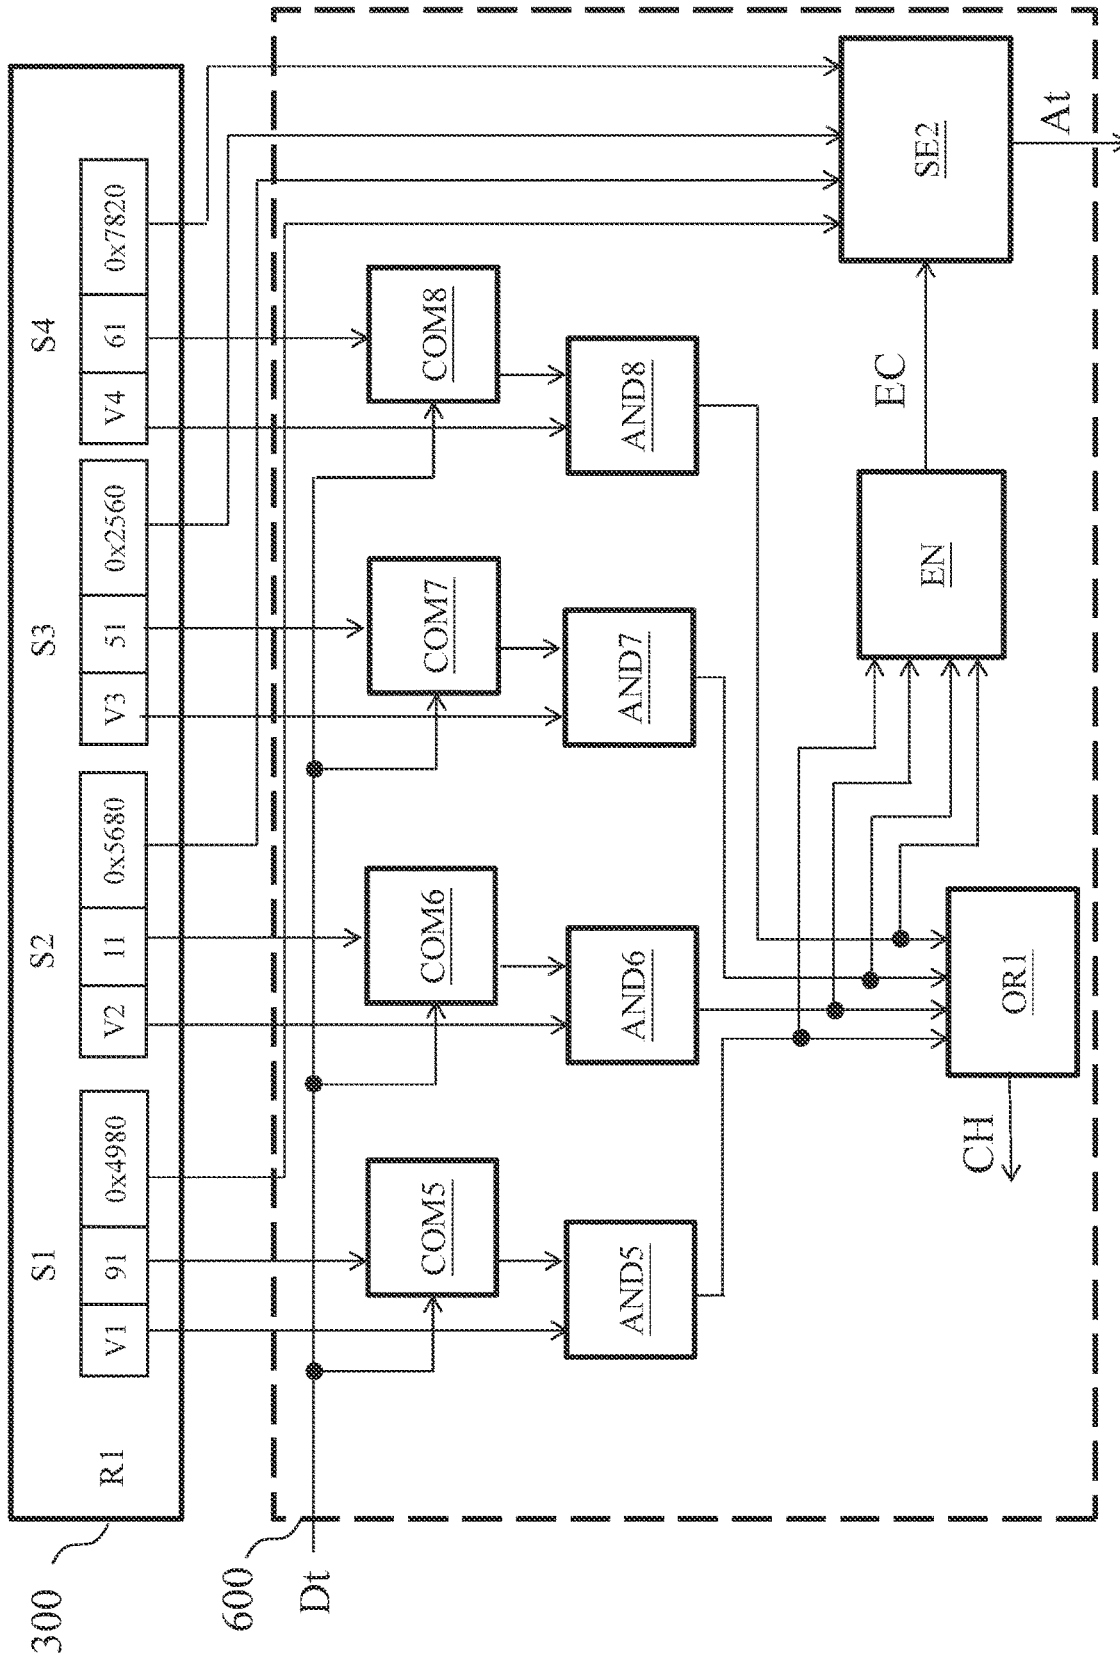 300
R1
S1
S2
S3
S4
V1 91 0x4980
V2 11 0x5680
V3 51 0x2560
V4 61 0x7820
600
Dt
COM5
COM6
COM7
COM8
AND5
AND6
AND7
AND8
EN
EC
SE2
At
OR1
CH